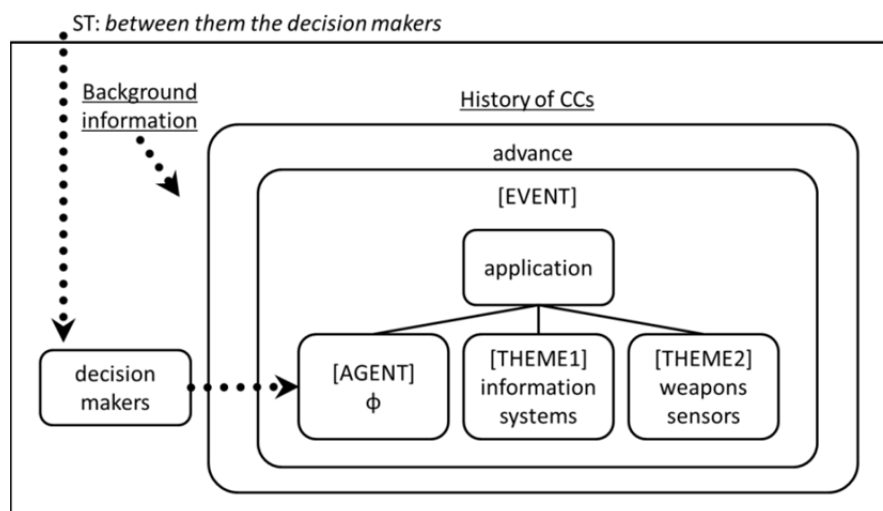 ST: between them the decision makers
Background
information
History of CCs
advance
[EVENT]
application
decision
makers
[AGENT]
ϕ
[THEME1]
information
systems
[THEME2]
weapons
sensors